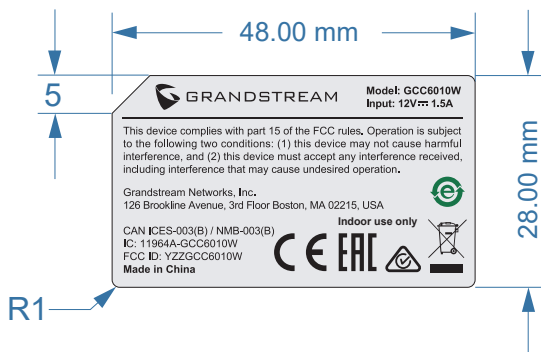 48.00 mm
5
GRANDSTREAM
Model: GCC6010W
Input: 12V⎓ 1.5A
This device complies with part 15 of the FCC rules. Operation is subject
to the following two conditions: (1) this device may not cause harmful
interference, and (2) this device must accept any interference received,
including interference that may cause undesired operation.
Grandstream Networks, Inc.
126 Brookline Avenue, 3rd Floor Boston, MA 02215, USA
e
28.00 mm
Indoor use only
CAN ICES-003(B) / NMB-003(B)
IC: 11964A-GCC6010W
FCC ID: YZZGCC6010W
Made in China
CE EAC
R1